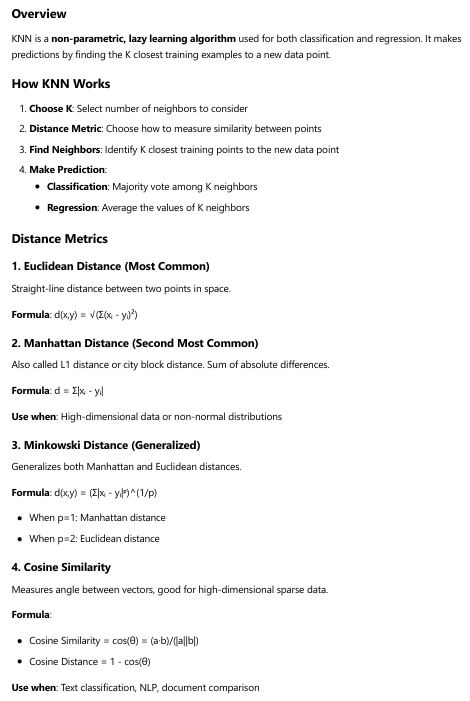 Overview
KNN is a non-parametric, lazy learning algorithm used for both classification and regression. It makes
predictions by finding the K closest training examples to a new data point.
How KNN Works
1. Choose K: Select number of neighbors to consider
2. Distance Metric: Choose how to measure similarity between points
3. Find Neighbors: Identify K closest training points to the new data point
4. Make Prediction:
• Classification: Majority vote among K neighbors
• Regression: Average the values of K neighbors
Distance Metrics
1. Euclidean Distance (Most Common)
Straight-line distance between two points in space.
Formula: d(x,y) = √(Σ(xᵢ - yᵢ)²)
2. Manhattan Distance (Second Most Common)
Also called L1 distance or city block distance. Sum of absolute differences.
Formula: d = Σ|xᵢ - yᵢ|
Use when: High-dimensional data or non-normal distributions
3. Minkowski Distance (Generalized)
Generalizes both Manhattan and Euclidean distances.
Formula: d(x,y) = (Σ|xᵢ - yᵢ|ᵖ)^(1/p)
• When p=1: Manhattan distance
• When p=2: Euclidean distance
4. Cosine Similarity
Measures angle between vectors, good for high-dimensional sparse data.
Formula:
• Cosine Similarity = cos(θ) = (a·b)/(|a||b|)
• Cosine Distance = 1 - cos(θ)
Use when: Text classification, NLP, document comparison